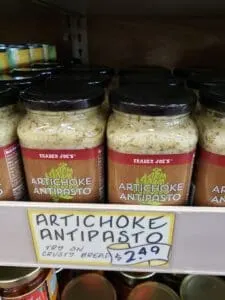 TRADER JOE'S
ARTICHOKE
ANTIPASTO
TRADER JOE'S
ARTICHOKE
ANTIPASTO
ARTICHOKE
ANTIPASTO
TRY ON
CRUSTY BREAD
$2.49